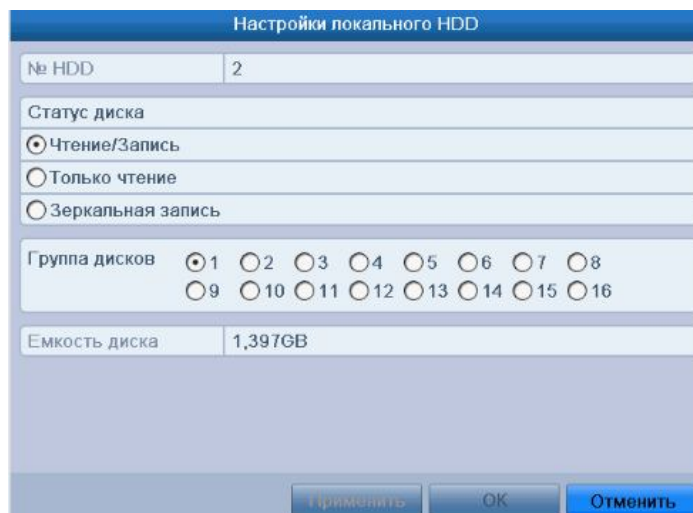 Настройки локального HDD
№ HDD 2
Статус диска
Чтение/Запись
Только чтение
Зеркальная запись
Группа дисков 1 2 3 4 5 6 7 8
9 10 11 12 13 14 15 16
Емкость диска 1,397GB
Применить OK Отменить